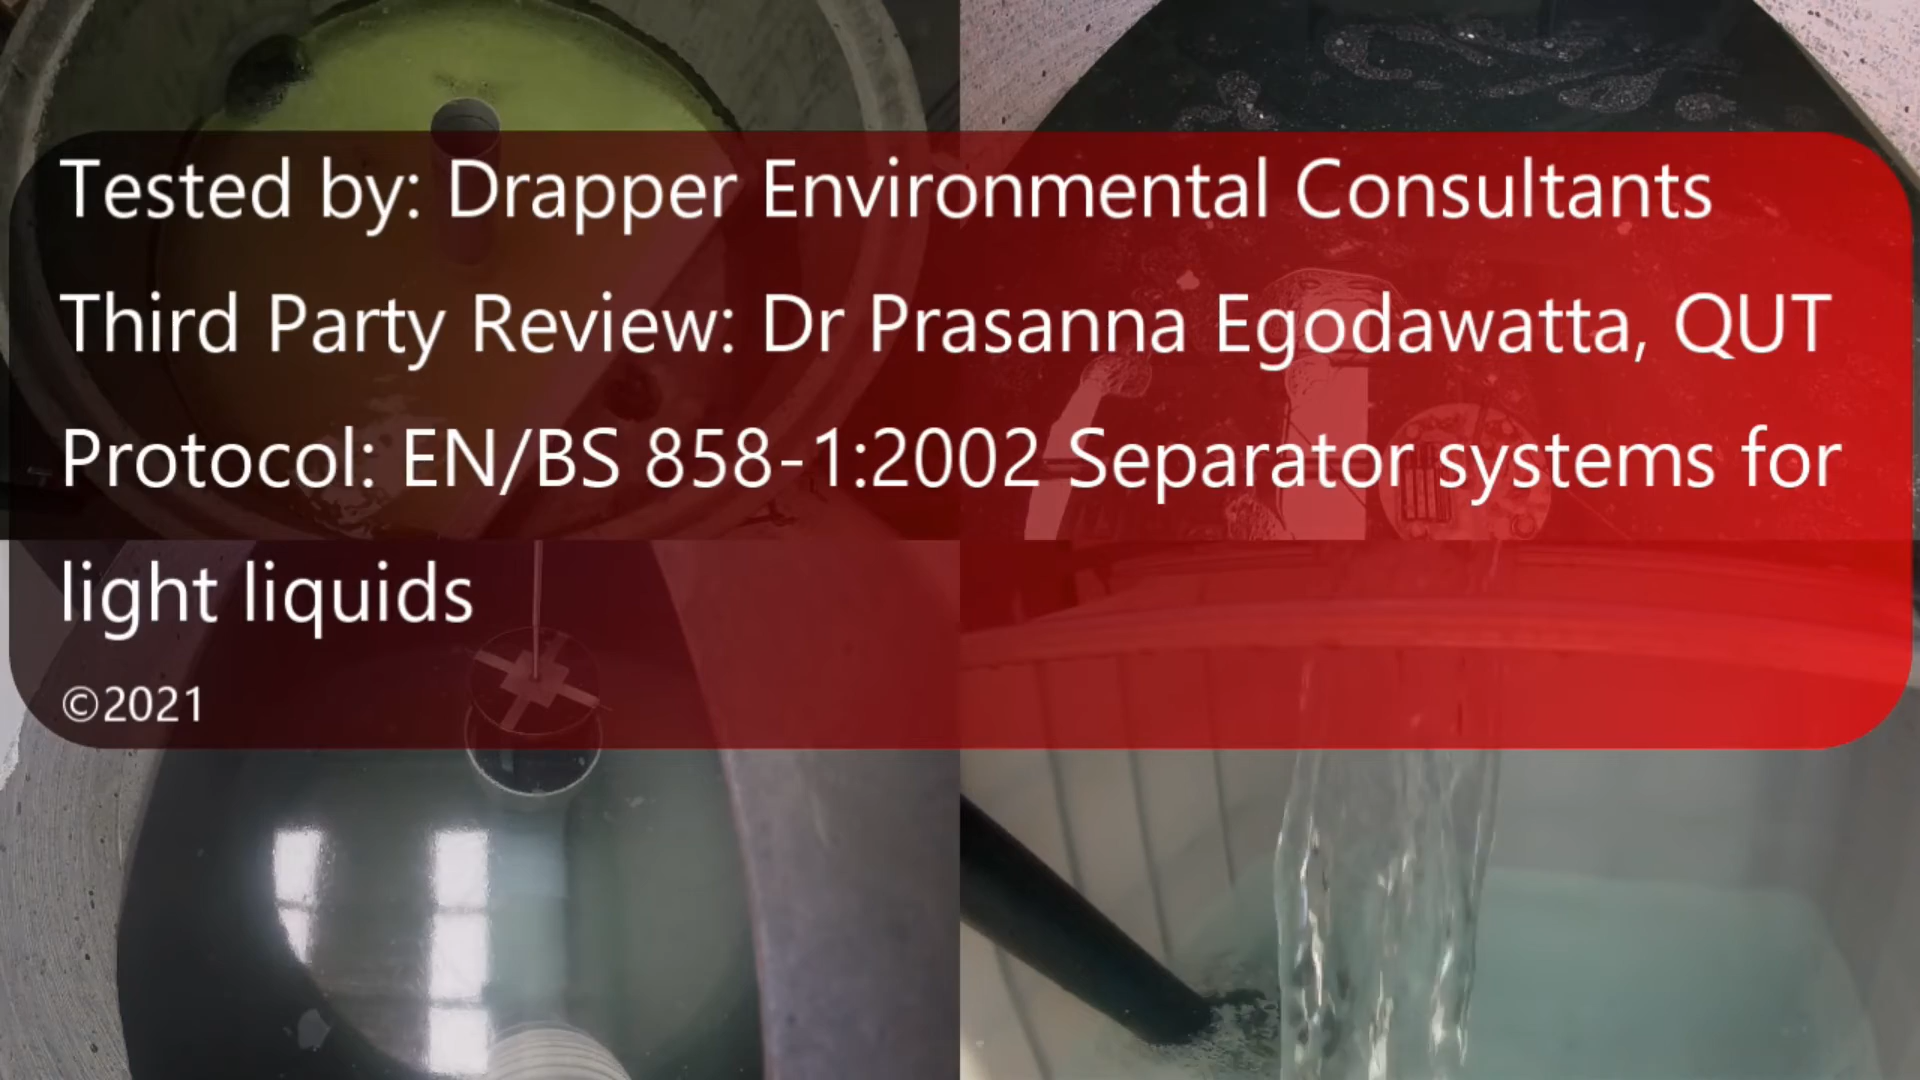 Tested by: Drapper Environmental Consultants
Third Party Review: Dr Prasanna Egodawatta, QUT
Protocol: EN/BS 858-1:2002 Separator systems for
light liquids
©2021